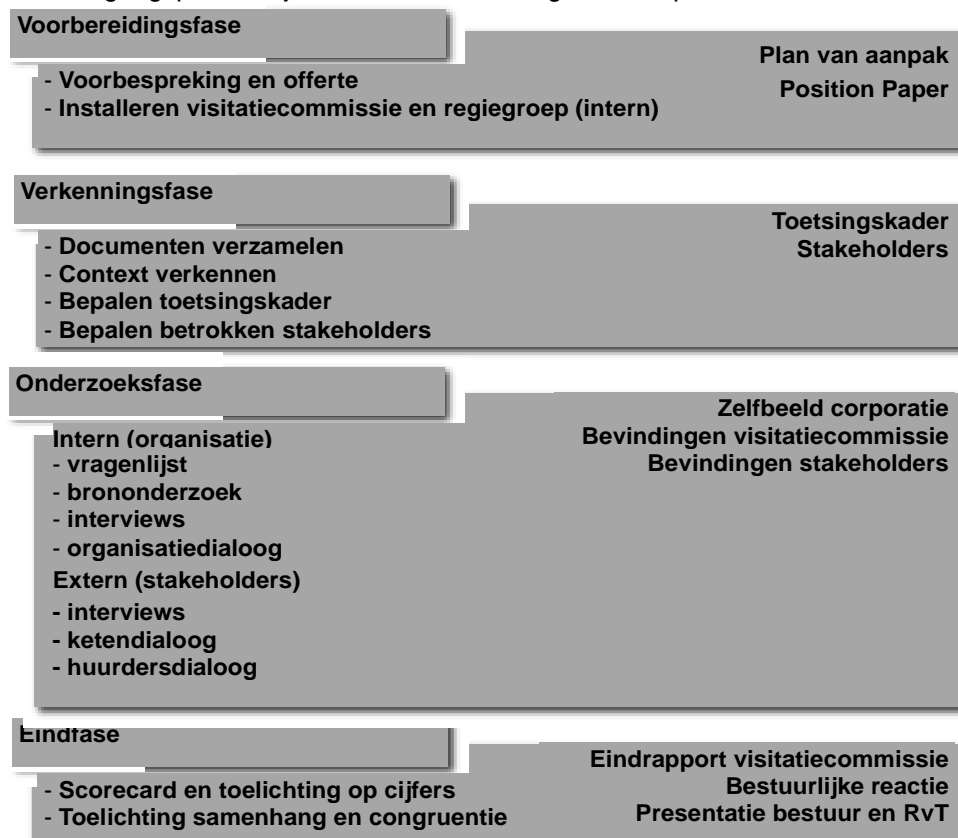 Voorbereidingsfase
Plan van aanpak
Position Paper
- Voorbespreking en offerte
- Installeren visitatiecommissie en regiegroep (intern)
Verkenningsfase
Toetsingskader
Stakeholders
- Documenten verzamelen
- Context verkennen
- Bepalen toetsingskader
- Bepalen betrokken stakeholders
Onderzoeksfase
Zelfbeeld corporatie
Bevindingen visitatiecommissie
Bevindingen stakeholders
Intern (organisatie)
- vragenlijst
- brononderzoek
- interviews
- organisatiedialoog
Extern (stakeholders)
- interviews
- ketendialoog
- huurdersdialoog
Eindfase
Eindrapport visitatiecommissie
Bestuurlijke reactie
Presentatie bestuur en RvT
- Scorecard en toelichting op cijfers
- Toelichting samenhang en congruentie